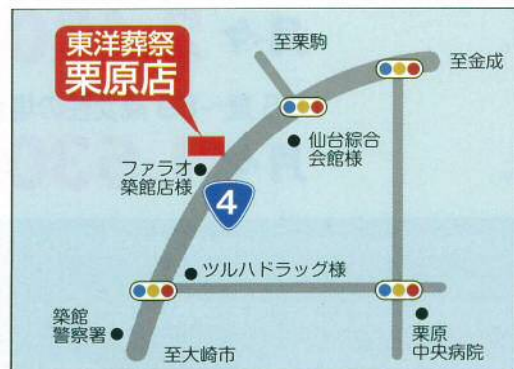 東洋葬祭
栗原店
至栗駒
至金成
仙台綜合
会館様
ファラオ
築館店様
4
ツルハドラッグ様
築館
警察署
至大崎市
栗原
中央病院